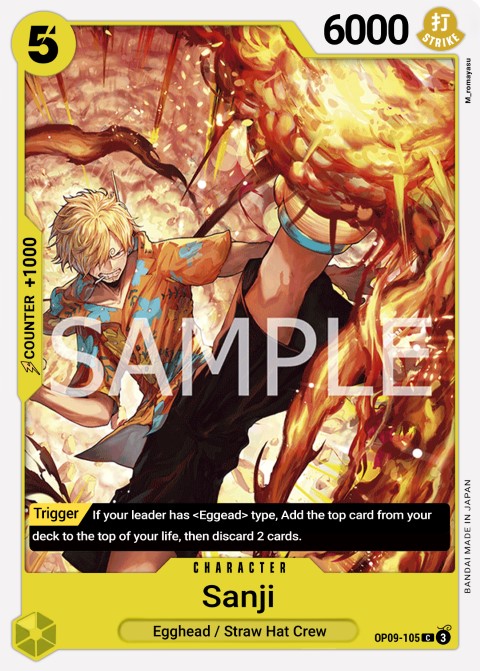 5
6000
打
STRIKE
M_romayasu
COUNTER +1000
SAMPLE
Trigger If your leader has <Eggead> type, Add the top card from your
deck to the top of your life, then discard 2 cards.
BANDAI MADE IN JAPAN
CHARACTER
Sanji
Egghead / Straw Hat Crew
OP09-105 C 3